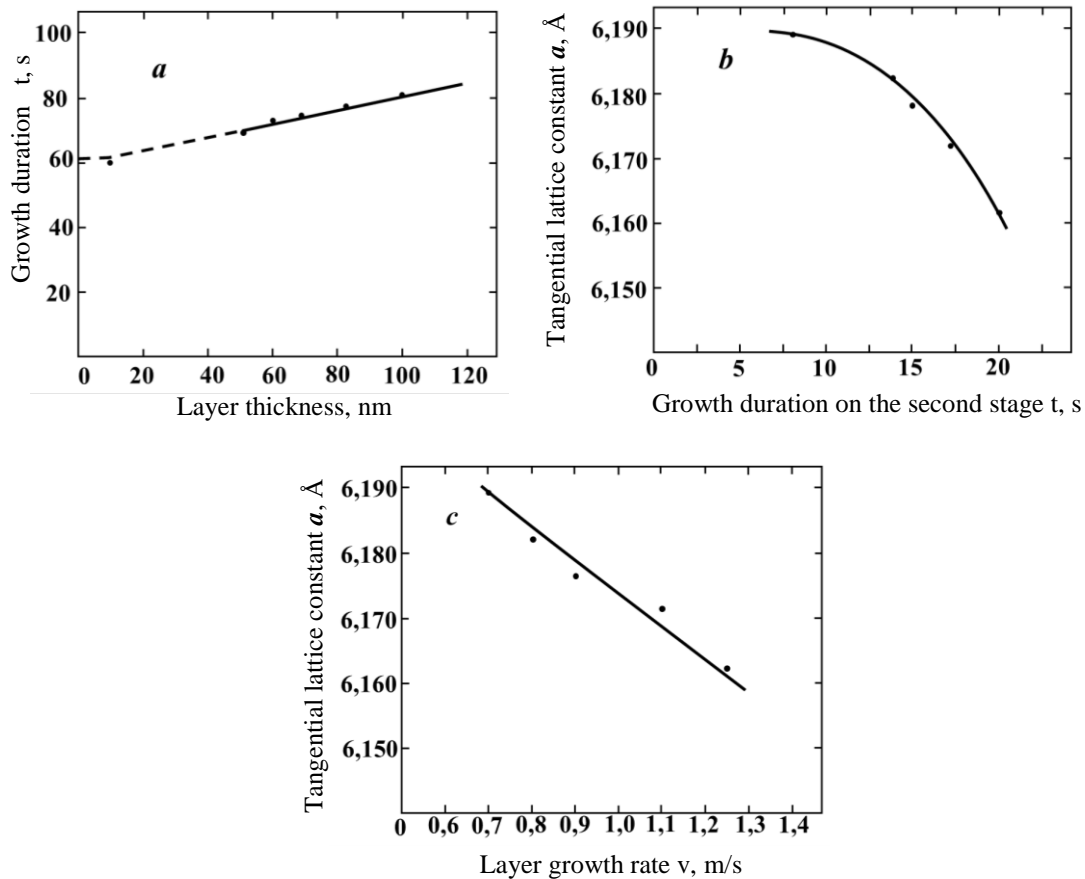 Growth duration t, s
100
80
60
40
20
a
0 20 40 60 80 100 120
Layer thickness, nm
Tangential lattice constant a, Å
6,190
6,180
6,170
6,160
6,150
b
0 5 10 15 20
Growth duration on the second stage t, s
Tangential lattice constant a, Å
6,190
6,180
6,170
6,160
6,150
c
0 0,6 0,7 0,8 0,9 1,0 1,1 1,2 1,3 1,4
Layer growth rate v, m/s